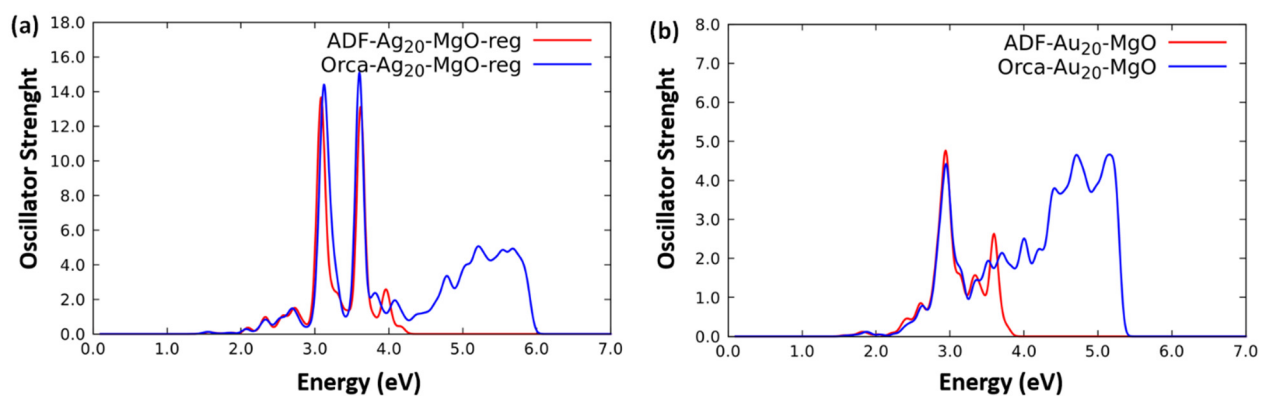 (a)
Oscillator Strenght
18.0
16.0
14.0
12.0
10.0
8.0
6.0
4.0
2.0
0.0
ADF-Ag20-MgO-reg
Orca-Ag20-MgO-reg
0.0 1.0 2.0 3.0 4.0 5.0 6.0 7.0
Energy (eV)
(b)
Oscillator Strenght
8.0
7.0
6.0
5.0
4.0
3.0
2.0
1.0
0.0
ADF-Au20-MgO
Orca-Au20-MgO
0.0 1.0 2.0 3.0 4.0 5.0 6.0 7.0
Energy (eV)